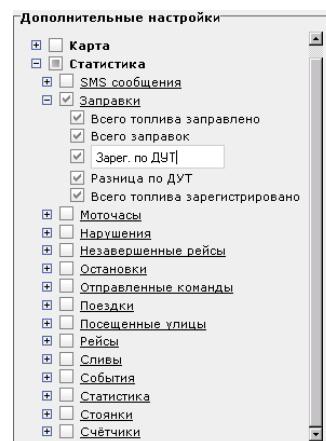 Дополнительные настройки
Карта
Статистика
SMS сообщения
Заправки
Всего топлива заправлено
Всего заправок
Зарег. по ДУТ
Разница по ДУТ
Всего топлива зарегистрировано
Моточасы
Нарушения
Незавершенные рейсы
Остановки
Отправленные команды
Поездки
Посещенные улицы
Рейсы
Сливы
События
Статистика
Стоянки
Счётчики